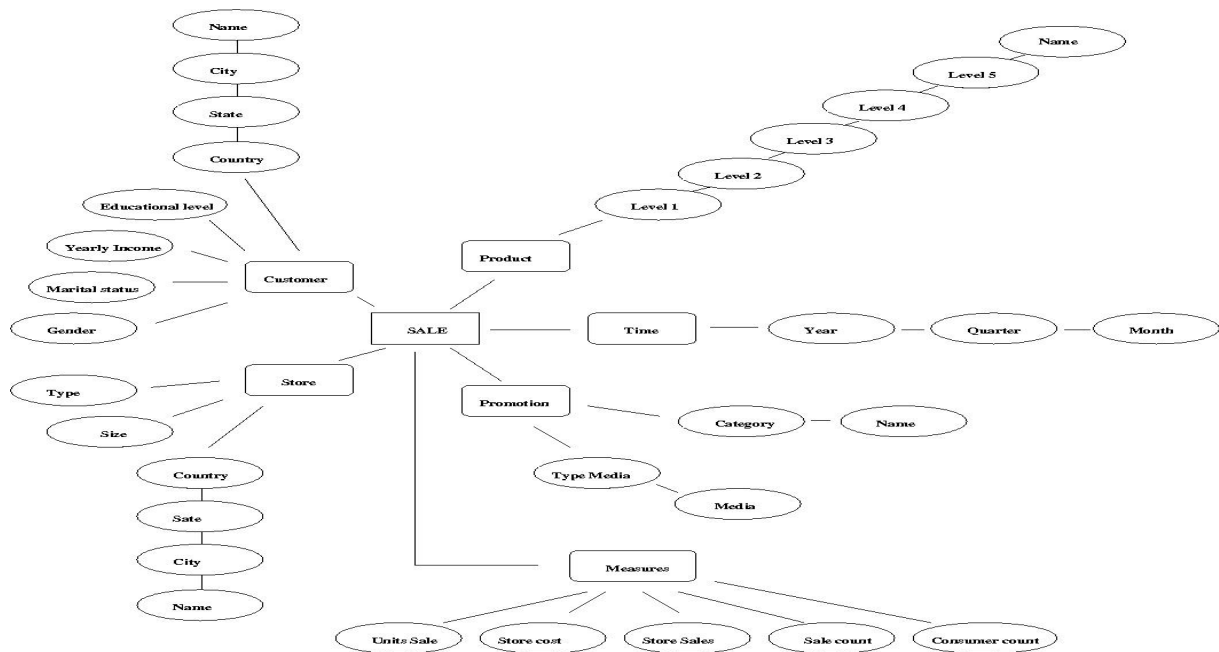 Name
City
State
Country
Educational level
Yearly Income
Marital status
Gender
Customer
Name
Level 5
Level 4
Level 3
Level 2
Level 1
Product
SALE
Time
Year
Quarter
Month
Store
Type
Size
Country
Sate
City
Name
Promotion
Category
Name
Type Media
Media
Measures
Units Sale
Store cost
Store Sales
Sale count
Consumer count